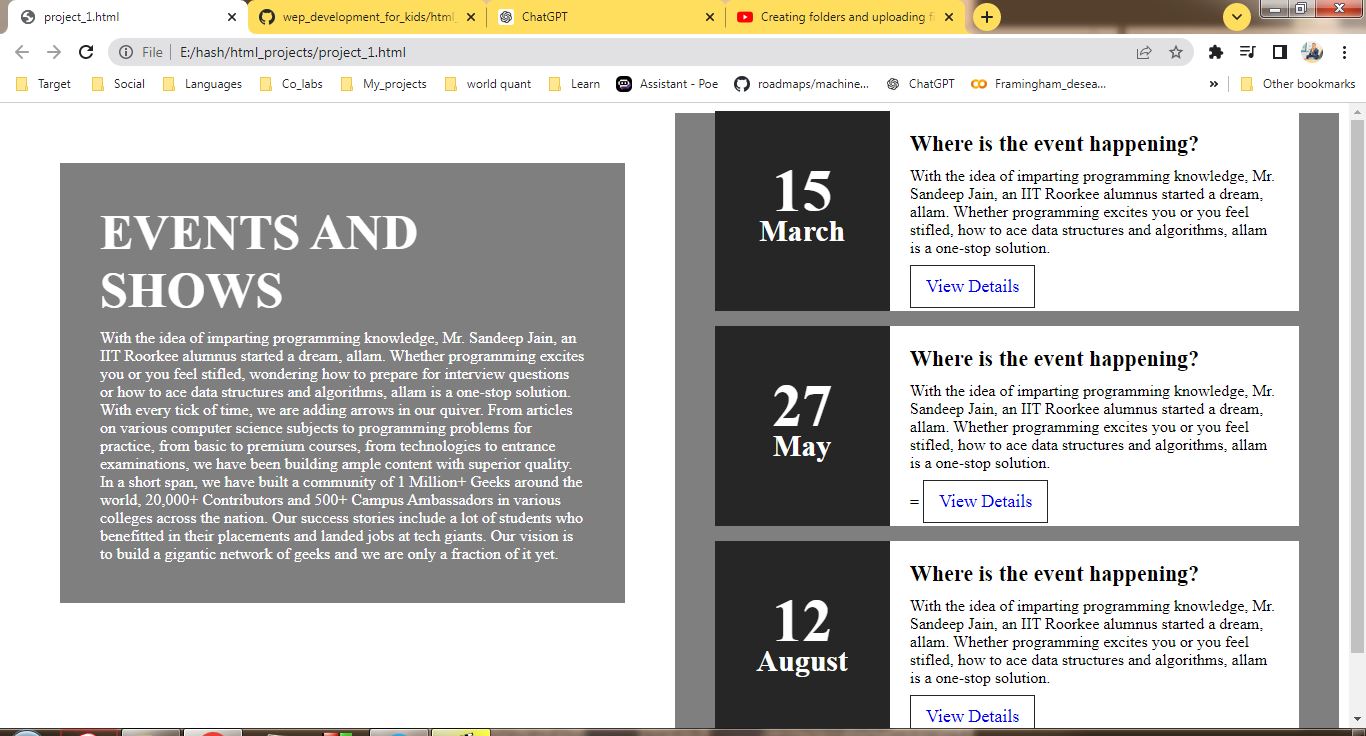 project_1.html
wep_development_for_kids/html_
ChatGPT
Creating folders and uploading fi
File
E:/hash/html_projects/project_1.html
Target
Social
Languages
Co_labs
My_projects
world quant
Learn
Assistant - Poe
roadmaps/machine...
ChatGPT
Framingham_desea...
»
Other bookmarks
EVENTS AND
SHOWS
With the idea of imparting programming knowledge, Mr. Sandeep Jain, an
IIT Roorkee alumnus started a dream, allam. Whether programming excites
you or you feel stifled, wondering how to prepare for interview questions
or how to ace data structures and algorithms, allam is a one-stop solution.
With every tick of time, we are adding arrows in our quiver. From articles
on various computer science subjects to programming problems for
practice, from basic to premium courses, from technologies to entrance
examinations, we have been building ample content with superior quality.
In a short span, we have built a community of 1 Million+ Geeks around the
world, 20,000+ Contributors and 500+ Campus Ambassadors in various
colleges across the nation. Our success stories include a lot of students who
benefitted in their placements and landed jobs at tech giants. Our vision is
to build a gigantic network of geeks and we are only a fraction of it yet.
15
March
Where is the event happening?
With the idea of imparting programming knowledge, Mr.
Sandeep Jain, an IIT Roorkee alumnus started a dream,
allam. Whether programming excites you or you feel
stifled, how to ace data structures and algorithms, allam
is a one-stop solution.
View Details
27
May
Where is the event happening?
With the idea of imparting programming knowledge, Mr.
Sandeep Jain, an IIT Roorkee alumnus started a dream,
allam. Whether programming excites you or you feel
stifled, how to ace data structures and algorithms, allam
is a one-stop solution.
= View Details
12
August
Where is the event happening?
With the idea of imparting programming knowledge, Mr.
Sandeep Jain, an IIT Roorkee alumnus started a dream,
allam. Whether programming excites you or you feel
stifled, how to ace data structures and algorithms, allam
is a one-stop solution.
View Details